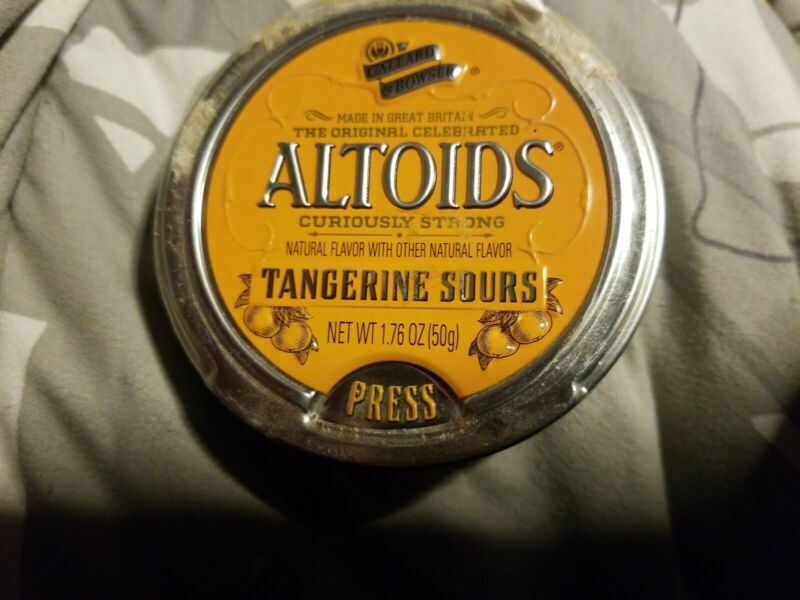 CALLARD
& BOWSER ®
MADE IN GREAT BRITAIN
THE ORIGINAL CELEBRATED
ALTOIDS®
CURIOUSLY STRONG
NATURAL FLAVOR WITH OTHER NATURAL FLAVOR
TANGERINE SOURS
NET WT 1.76 OZ (50g)
PRESS